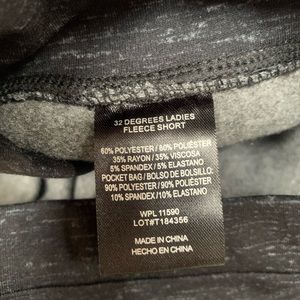 32 DEGREES LADIES
FLEECE SHORT
60% POLYESTER / 60% POLIÉSTER
35% RAYON / 35% VISCOSA
5% SPANDEX / 5% ELASTANO
POCKET BAG / BOLSO DE BOLSILLO:
90% POLYESTER/ 90% POLIÉSTER
10% SPANDEX/10% ELASTANO
WPL 11590
LOT#T184356
MADE IN CHINA
HECHO EN CHINA